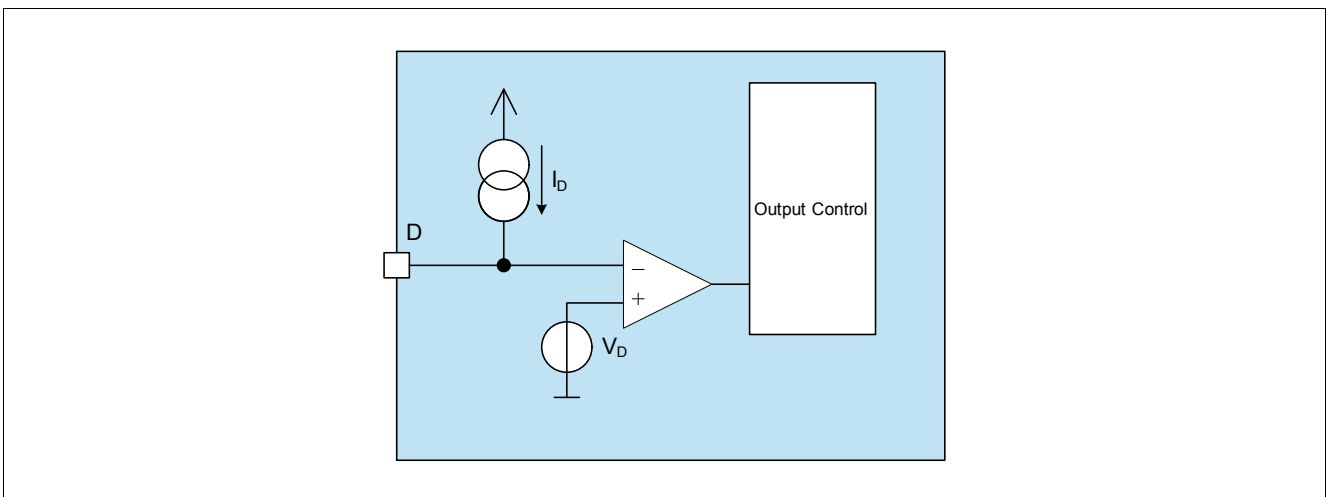 I_D
D
Output Control
−
+
V_D